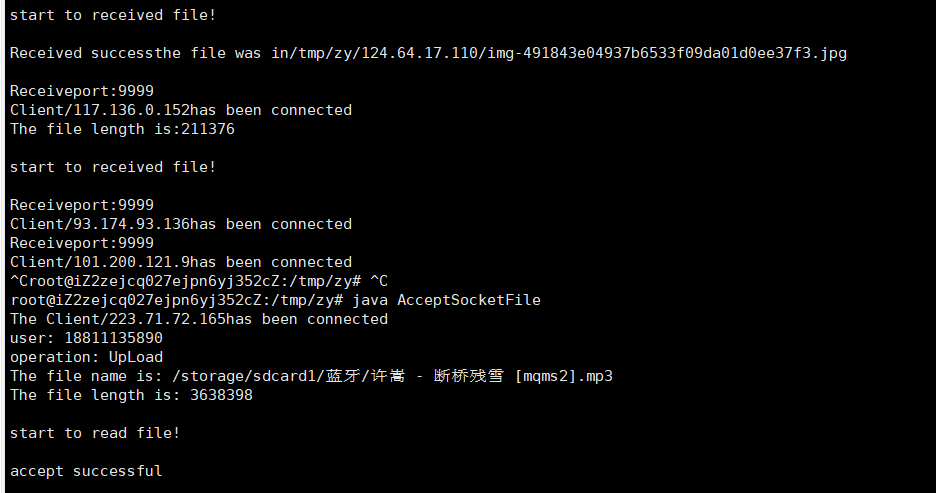 start to received file!
Received successthe file was in/tmp/zy/124.64.17.110/img-491843e04937b6533f09da01d0ee37f3.jpg
Receiveport:9999
Client/117.136.0.152has been connected
The file length is:211376
start to received file!
Receiveport:9999
Client/93.174.93.136has been connected
Receiveport:9999
Client/101.200.121.9has been connected
^Croot@iZ2zejcq027ejpn6yj352cZ:/tmp/zy# ^C
root@iZ2zejcq027ejpn6yj352cZ:/tmp/zy# java AcceptSocketFile
The Client/223.71.72.165has been connected
user: 18811135890
operation: UpLoad
The file name is: /storage/sdcard1/蓝牙/许嵩 - 断桥残雪 [mqms2].mp3
The file length is: 3638398
start to read file!
accept successful